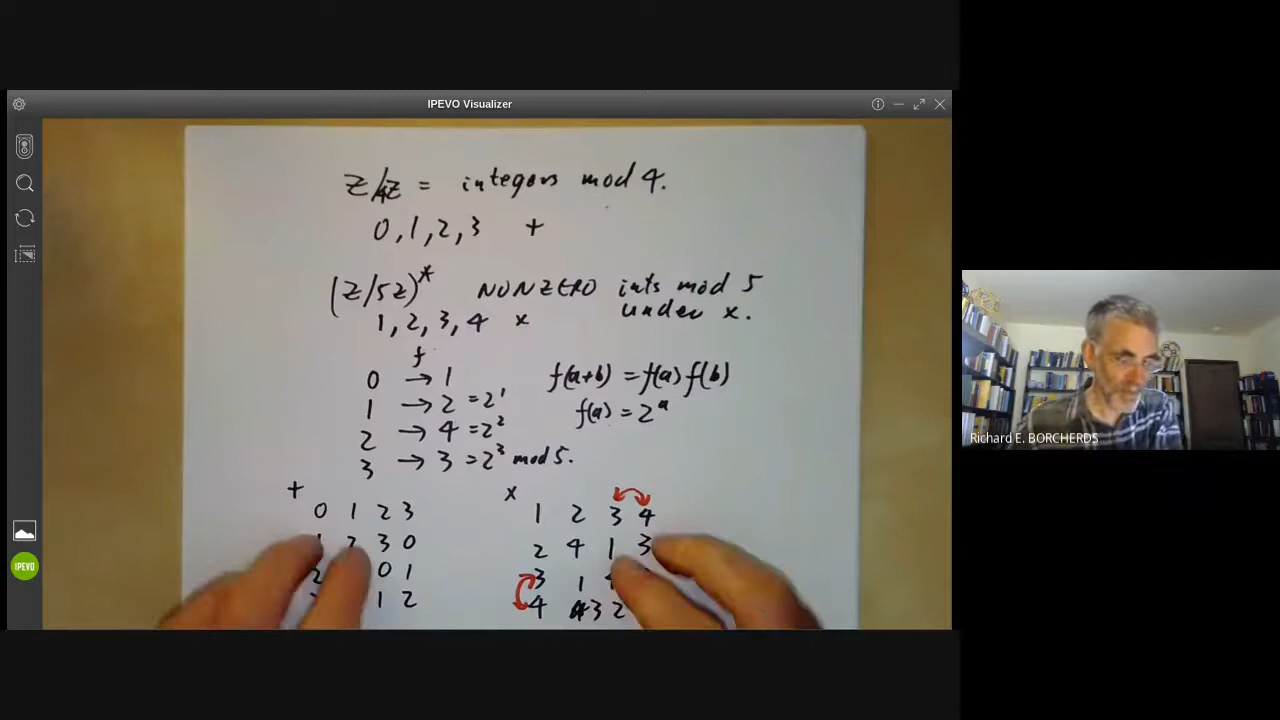 IPEVO Visualizer
Z/4Z = integers mod 4.
0, 1, 2, 3 +
(Z/5Z)* NONZERO ints mod 5
1, 2, 3, 4 × under x.
f
0 → 1 f(a+b) = f(a) f(b)
1 → 2 = 2¹ f(a) = 2ᵃ
2 → 4 = 2²
3 → 3 = 2³ mod 5.
+ ×
0 1 2 3 1 2 3 4
3 0 2 4 1 3
0 1 3 1
1 2 4 3 2
Richard E. BORCHERDS
IPEVO